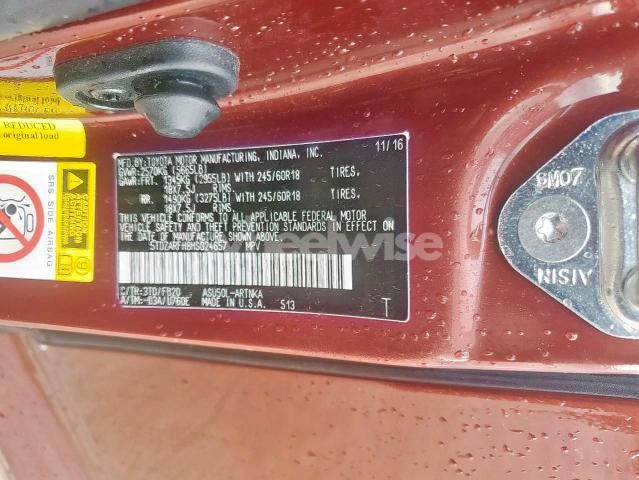 MFD.BY: TOYOTA MOTOR MANUFACTURING, INDIANA, INC. 11/16
GVWR: 2570KG (5665LB)
GAWR: FRT. 1345KG (2955LB) WITH 245/60R18 TIRES,
18X7.5J RIMS,
RR. 1490KG (3275LB) WITH 245/60R18 TIRES,
18X7.5J RIMS.
THIS VEHICLE CONFORMS TO ALL APPLICABLE FEDERAL MOTOR
VEHICLE SAFETY AND THEFT PREVENTION STANDARDS IN EFFECT
ON THE DATE OF MANUFACTURE SHOWN ABOVE.
5TDZARFH8HS024657 MPV
C/TR: 3T0/FB20 ASU50L-ARTNKA
A/TM: -03A/U760E MADE IN U.S.A. 513
T
REDUCED
original load
SIDE AIRBAG
6M07
AISIN